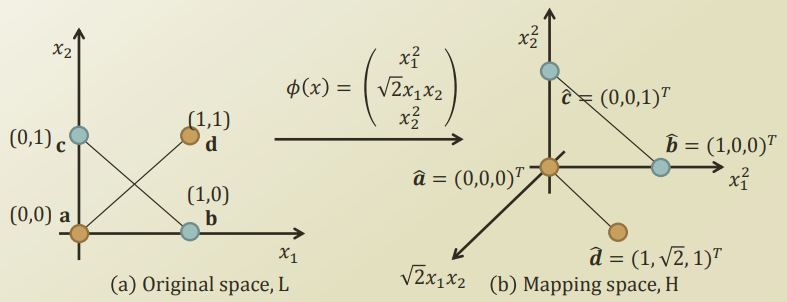 x₂
(0,1) c
(1,1)
d
(0,0) a
(1,0)
b
x₁
(a) Original space, L
ϕ(x) = ( x₁² √2x₁x₂ x₂² )
x₂²
ĉ = (0,0,1)ᵀ
b̂ = (1,0,0)ᵀ
â = (0,0,0)ᵀ
x₁²
d̂ = (1,√2,1)ᵀ
√2x₁x₂
(b) Mapping space, H